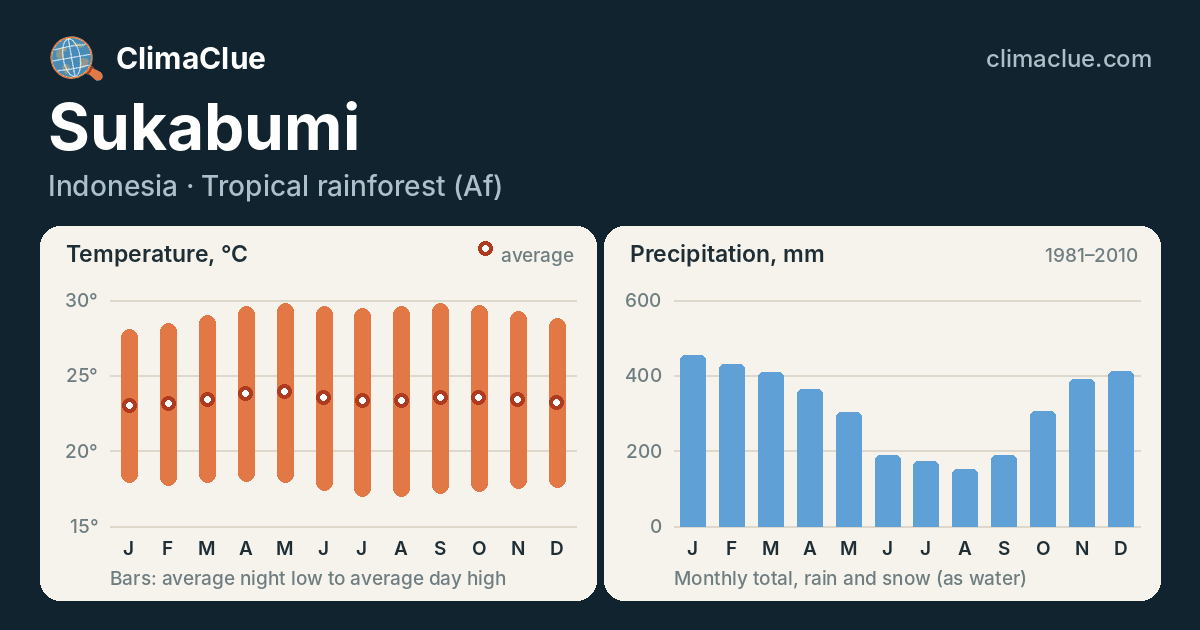 ClimaClue
climaclue.com
Sukabumi
Indonesia · Tropical rainforest (Af)
Temperature, °C
average
30°
25°
20°
15°
J F M A M J J A S O N D
Bars: average night low to average day high
Precipitation, mm
1981–2010
600
400
200
0
J F M A M J J A S O N D
Monthly total, rain and snow (as water)